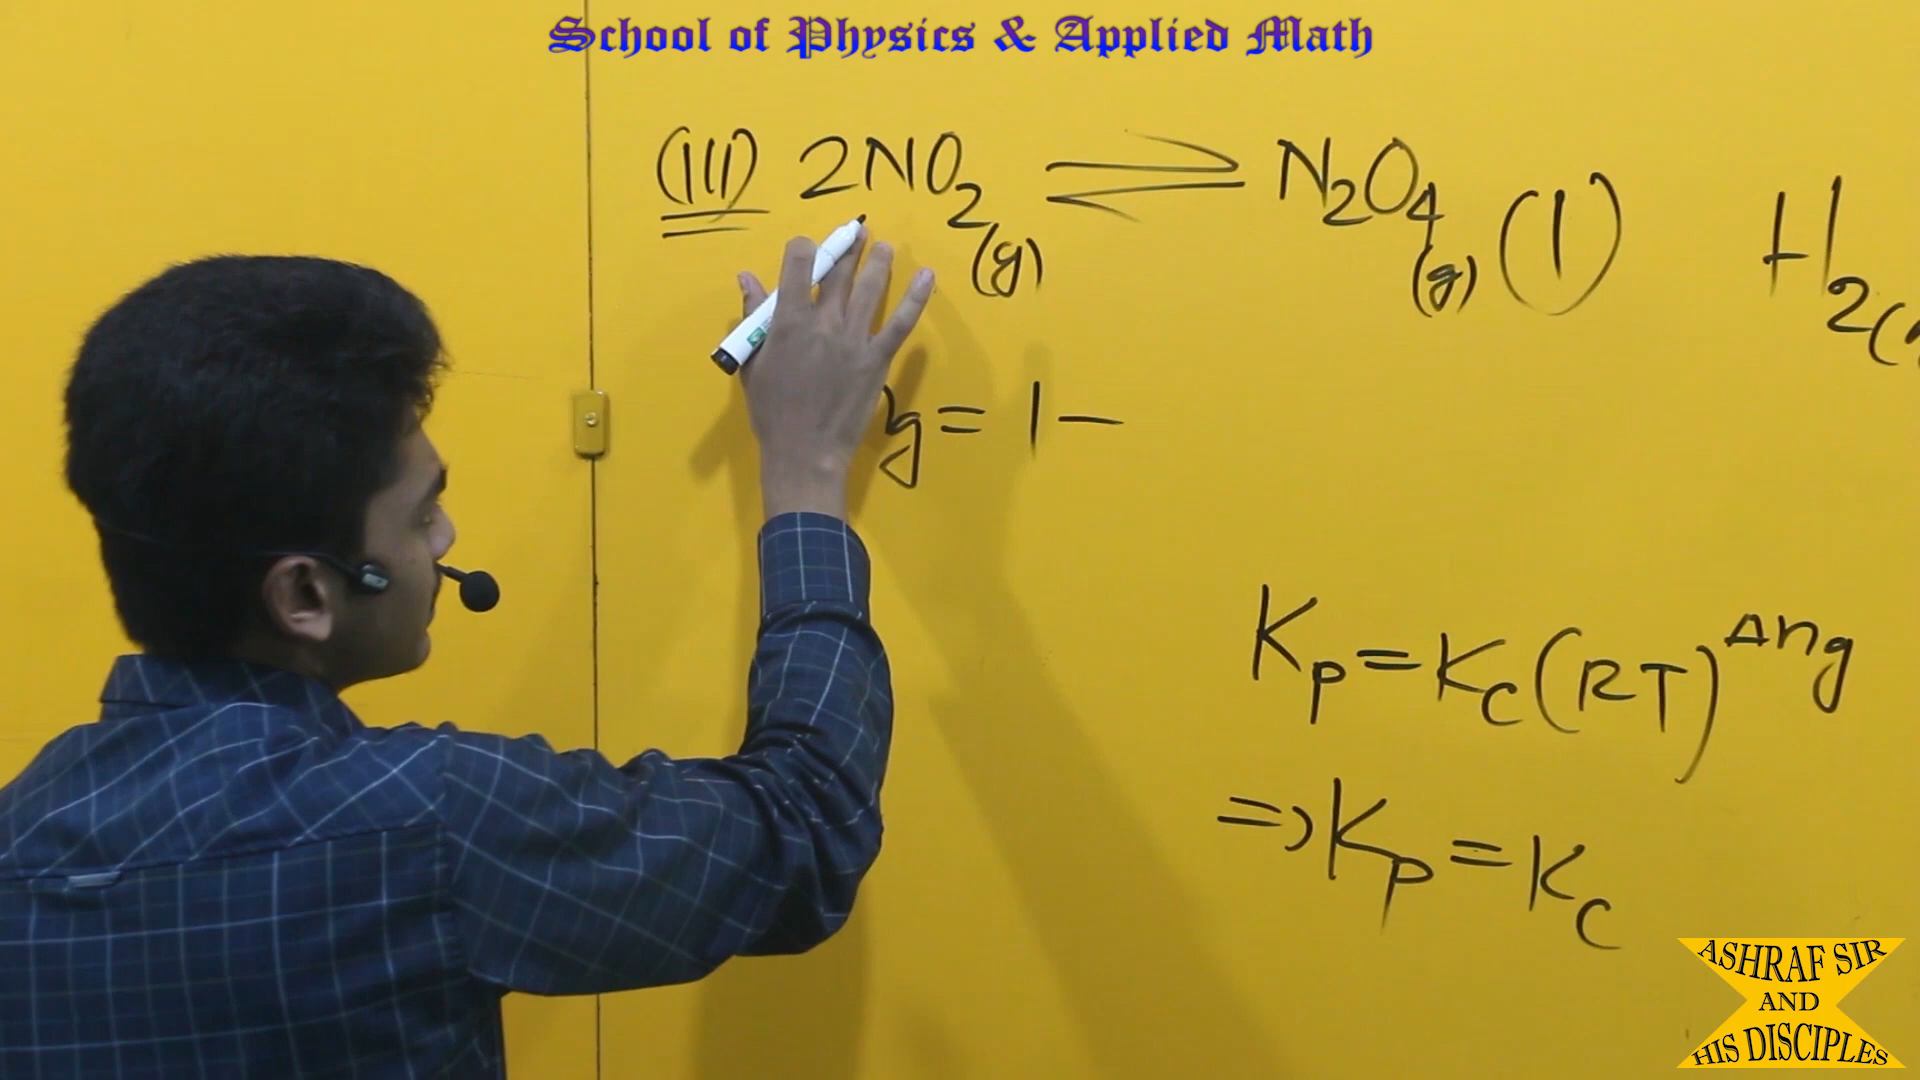 School of Physics & Applied Math
(III) 2NO2(g) ⇌ N2O4(g) (1)
H2(
g = 1 −
Kp = Kc(RT)^Δng
⇒ Kp = Kc
ASHRAF SIR
AND
HIS DISCIPLES